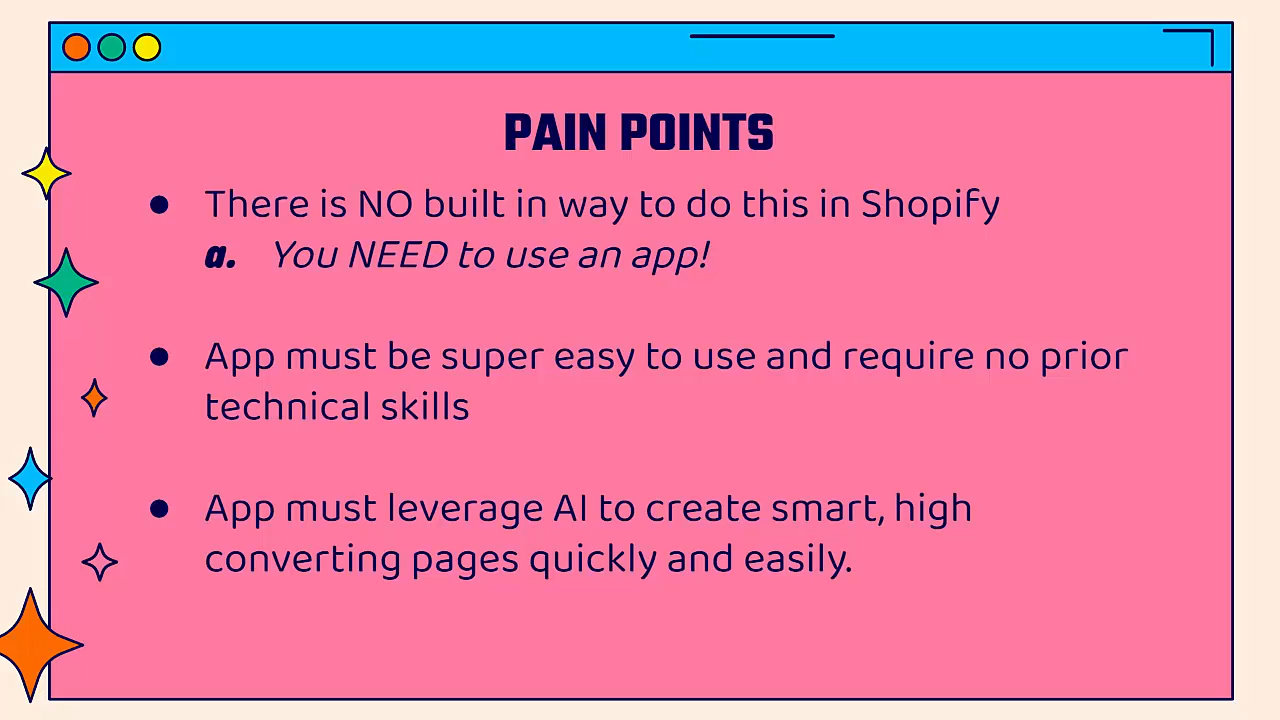 PAIN POINTS
● There is NO built in way to do this in Shopify
a. You NEED to use an app!
● App must be super easy to use and require no prior
technical skills
● App must leverage AI to create smart, high
converting pages quickly and easily.